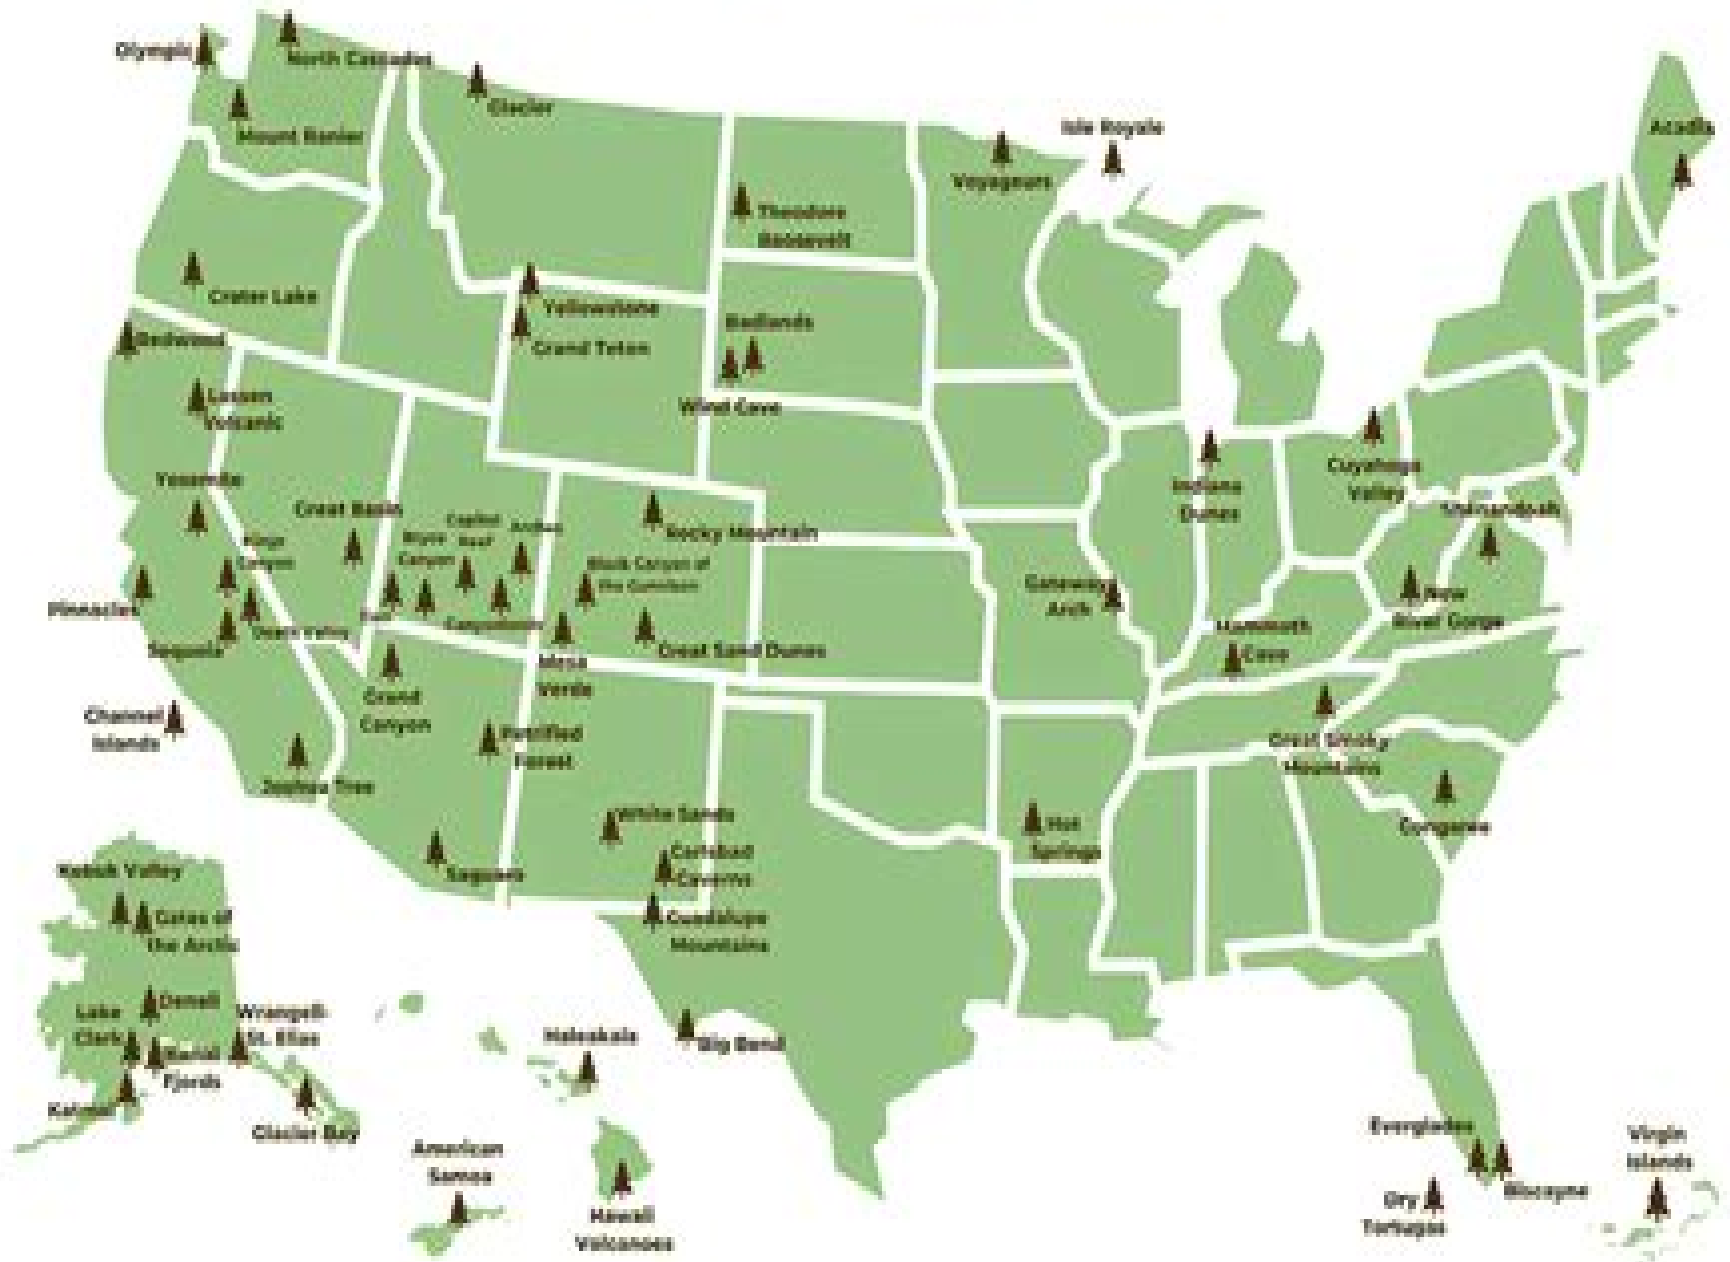 Olympic
North Cascades
Glacier
Mount Ranier
Isle Royale
Acadia
Voyageurs
Theodore
Roosevelt
Crater Lake
Yellowstone
Grand Teton
Badlands
Redwood
Lassen
Volcanic
Wind Cave
Yosemite
Great Basin
Capitol
Reef
Arches
Bryce
Canyon
Rocky Mountain
Black Canyon of
the Gunnison
Kings
Canyon
Cuyahoga
Valley
Indiana
Dunes
Shenandoah
Pinnacles
Sequoia
Death Valley
Zion
Canyonlands
Mesa
Verde
Great Sand Dunes
Gateway
Arch
Mammoth
Cave
New
River Gorge
Channel
Islands
Grand
Canyon
Petrified
Forest
Great Smoky
Mountains
Joshua Tree
White Sands
Hot
Springs
Congaree
Saguaro
Carlsbad
Caverns
Guadalupe
Mountains
Big Bend
Kobuk Valley
Gates of
the Arctic
Denali
Lake
Clark
Wrangell-
St. Elias
Kenai
Fjords
Katmai
Glacier Bay
Haleakala
American
Samoa
Hawaii
Volcanoes
Everglades
Biscayne
Dry
Tortugas
Virgin
Islands